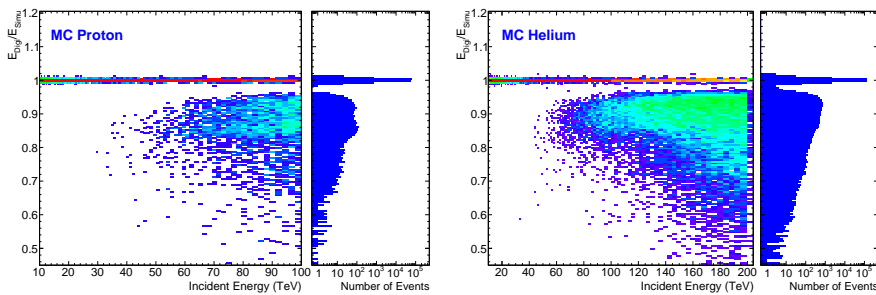 E_Digi/E_Simu
MC Proton
1.2
1.1
1
0.9
0.8
0.7
0.6
0.5
10 20 30 40 50 60 70 80 90 100
Incident Energy (TeV)
1 10 10² 10³ 10⁴ 10⁵
Number of Events
E_Digi/E_Simu
MC Helium
1.2
1.1
1
0.9
0.8
0.7
0.6
0.5
20 40 60 80 100 120 140 160 180 200
Incident Energy (TeV)
1 10 10² 10³ 10⁴ 10⁵
Number of Events